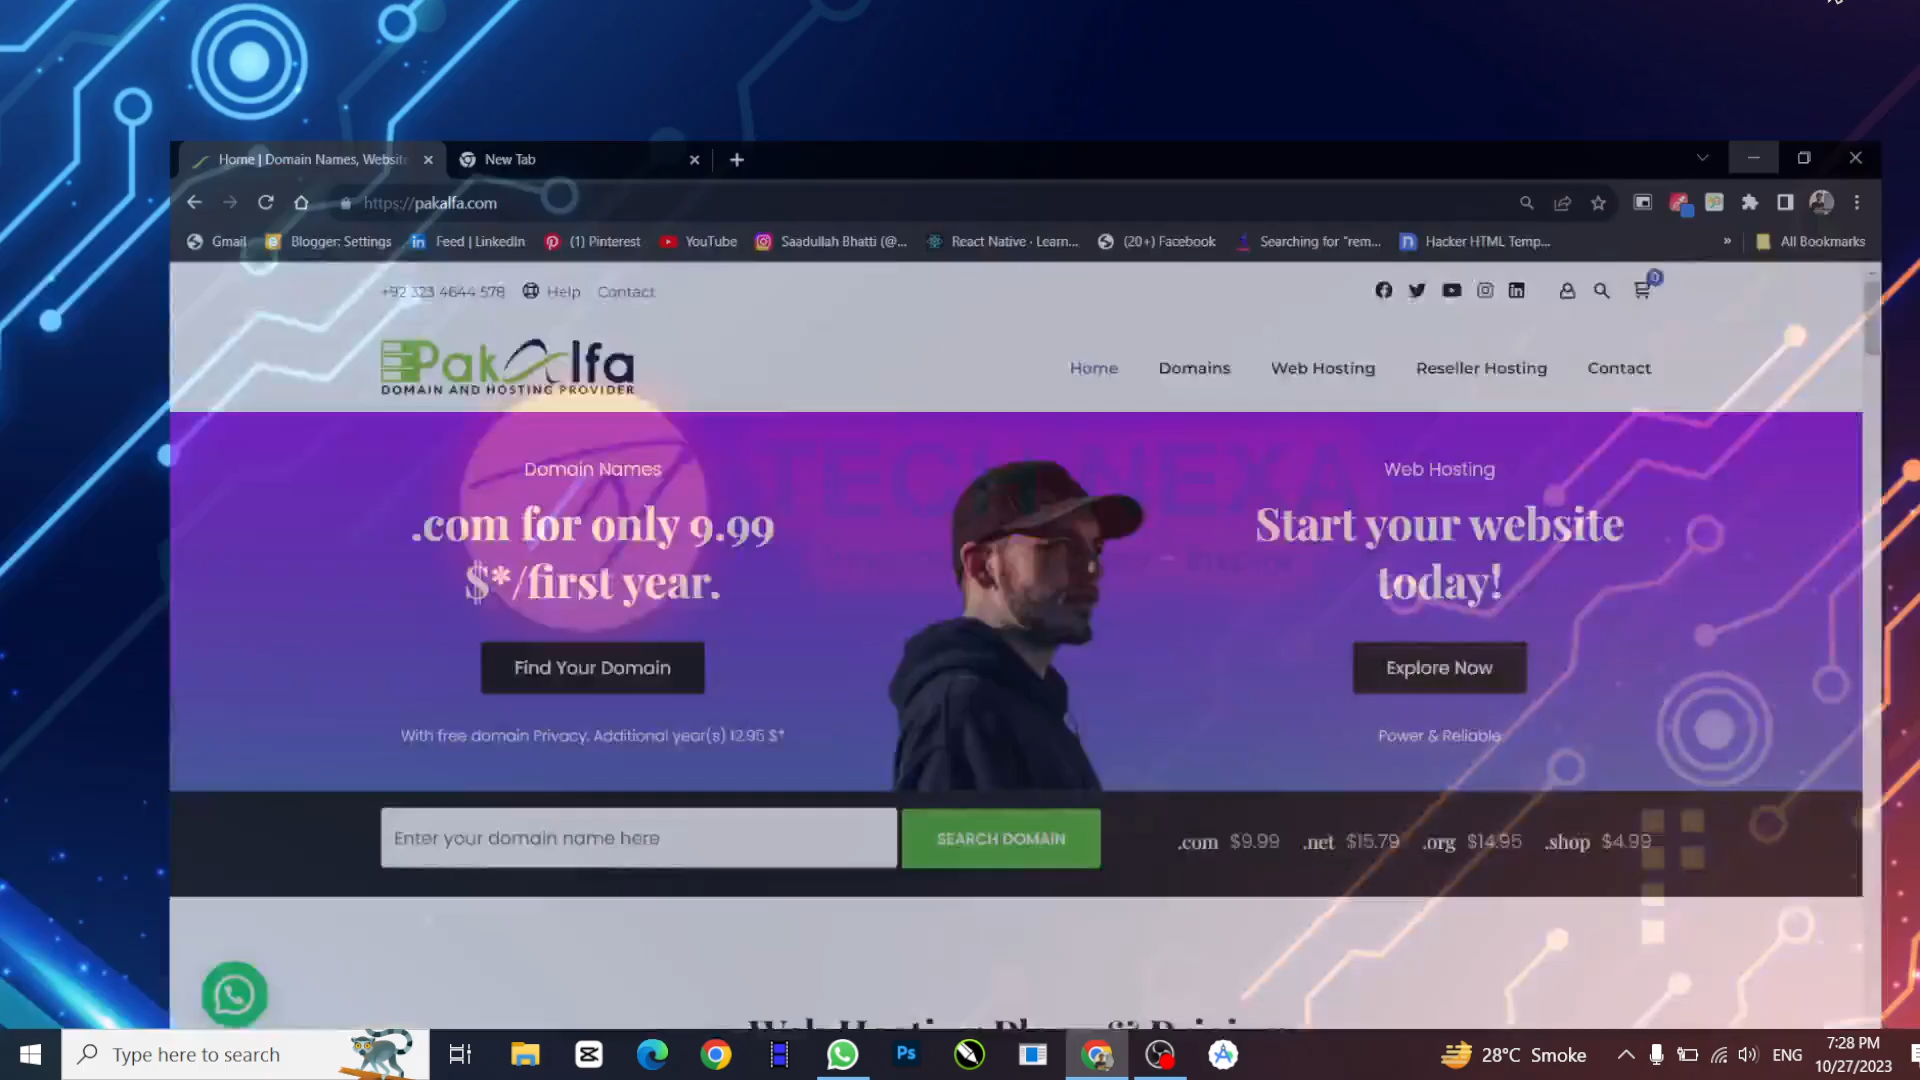 Home | Domain Names, Website
New Tab
https://pakalfa.com
Gmail
Blogger: Settings
Feed | LinkedIn
(1) Pinterest
YouTube
Saadullah Bhatti (@...
React Native · Learn...
(20+) Facebook
Searching for "rem...
Hacker HTML Temp...
»
All Bookmarks
+92 323 4644 578
Help
Contact
0
PakAlfa
DOMAIN AND HOSTING PROVIDER
Home
Domains
Web Hosting
Reseller Hosting
Contact
TECH NEXA
Inspire
Domain Names
.com for only 9.99
$*/first year.
Find Your Domain
With free domain Privacy. Additional year(s) 12.95 $*
Web Hosting
Start your website
today!
Explore Now
Power & Reliable
Enter your domain name here
SEARCH DOMAIN
.com $9.99 .net $15.79 .org $14.95 .shop $4.99
Type here to search
Ps
28°C Smoke
ENG
7:28 PM
10/27/2023